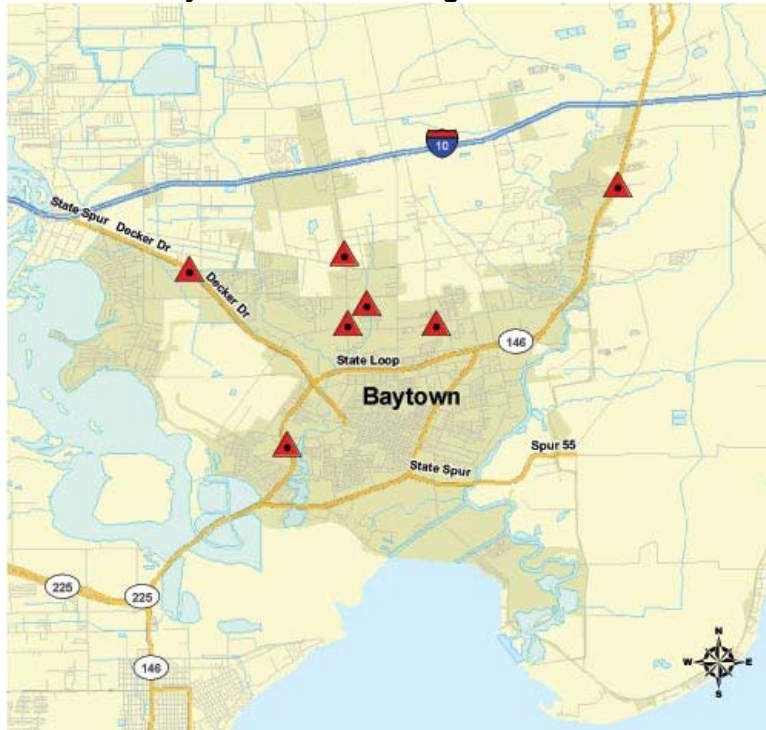 10
State Spur Decker Dr
Decker Dr
146
State Loop
Baytown
Spur 55
State Spur
225
225
146
N
W E
S